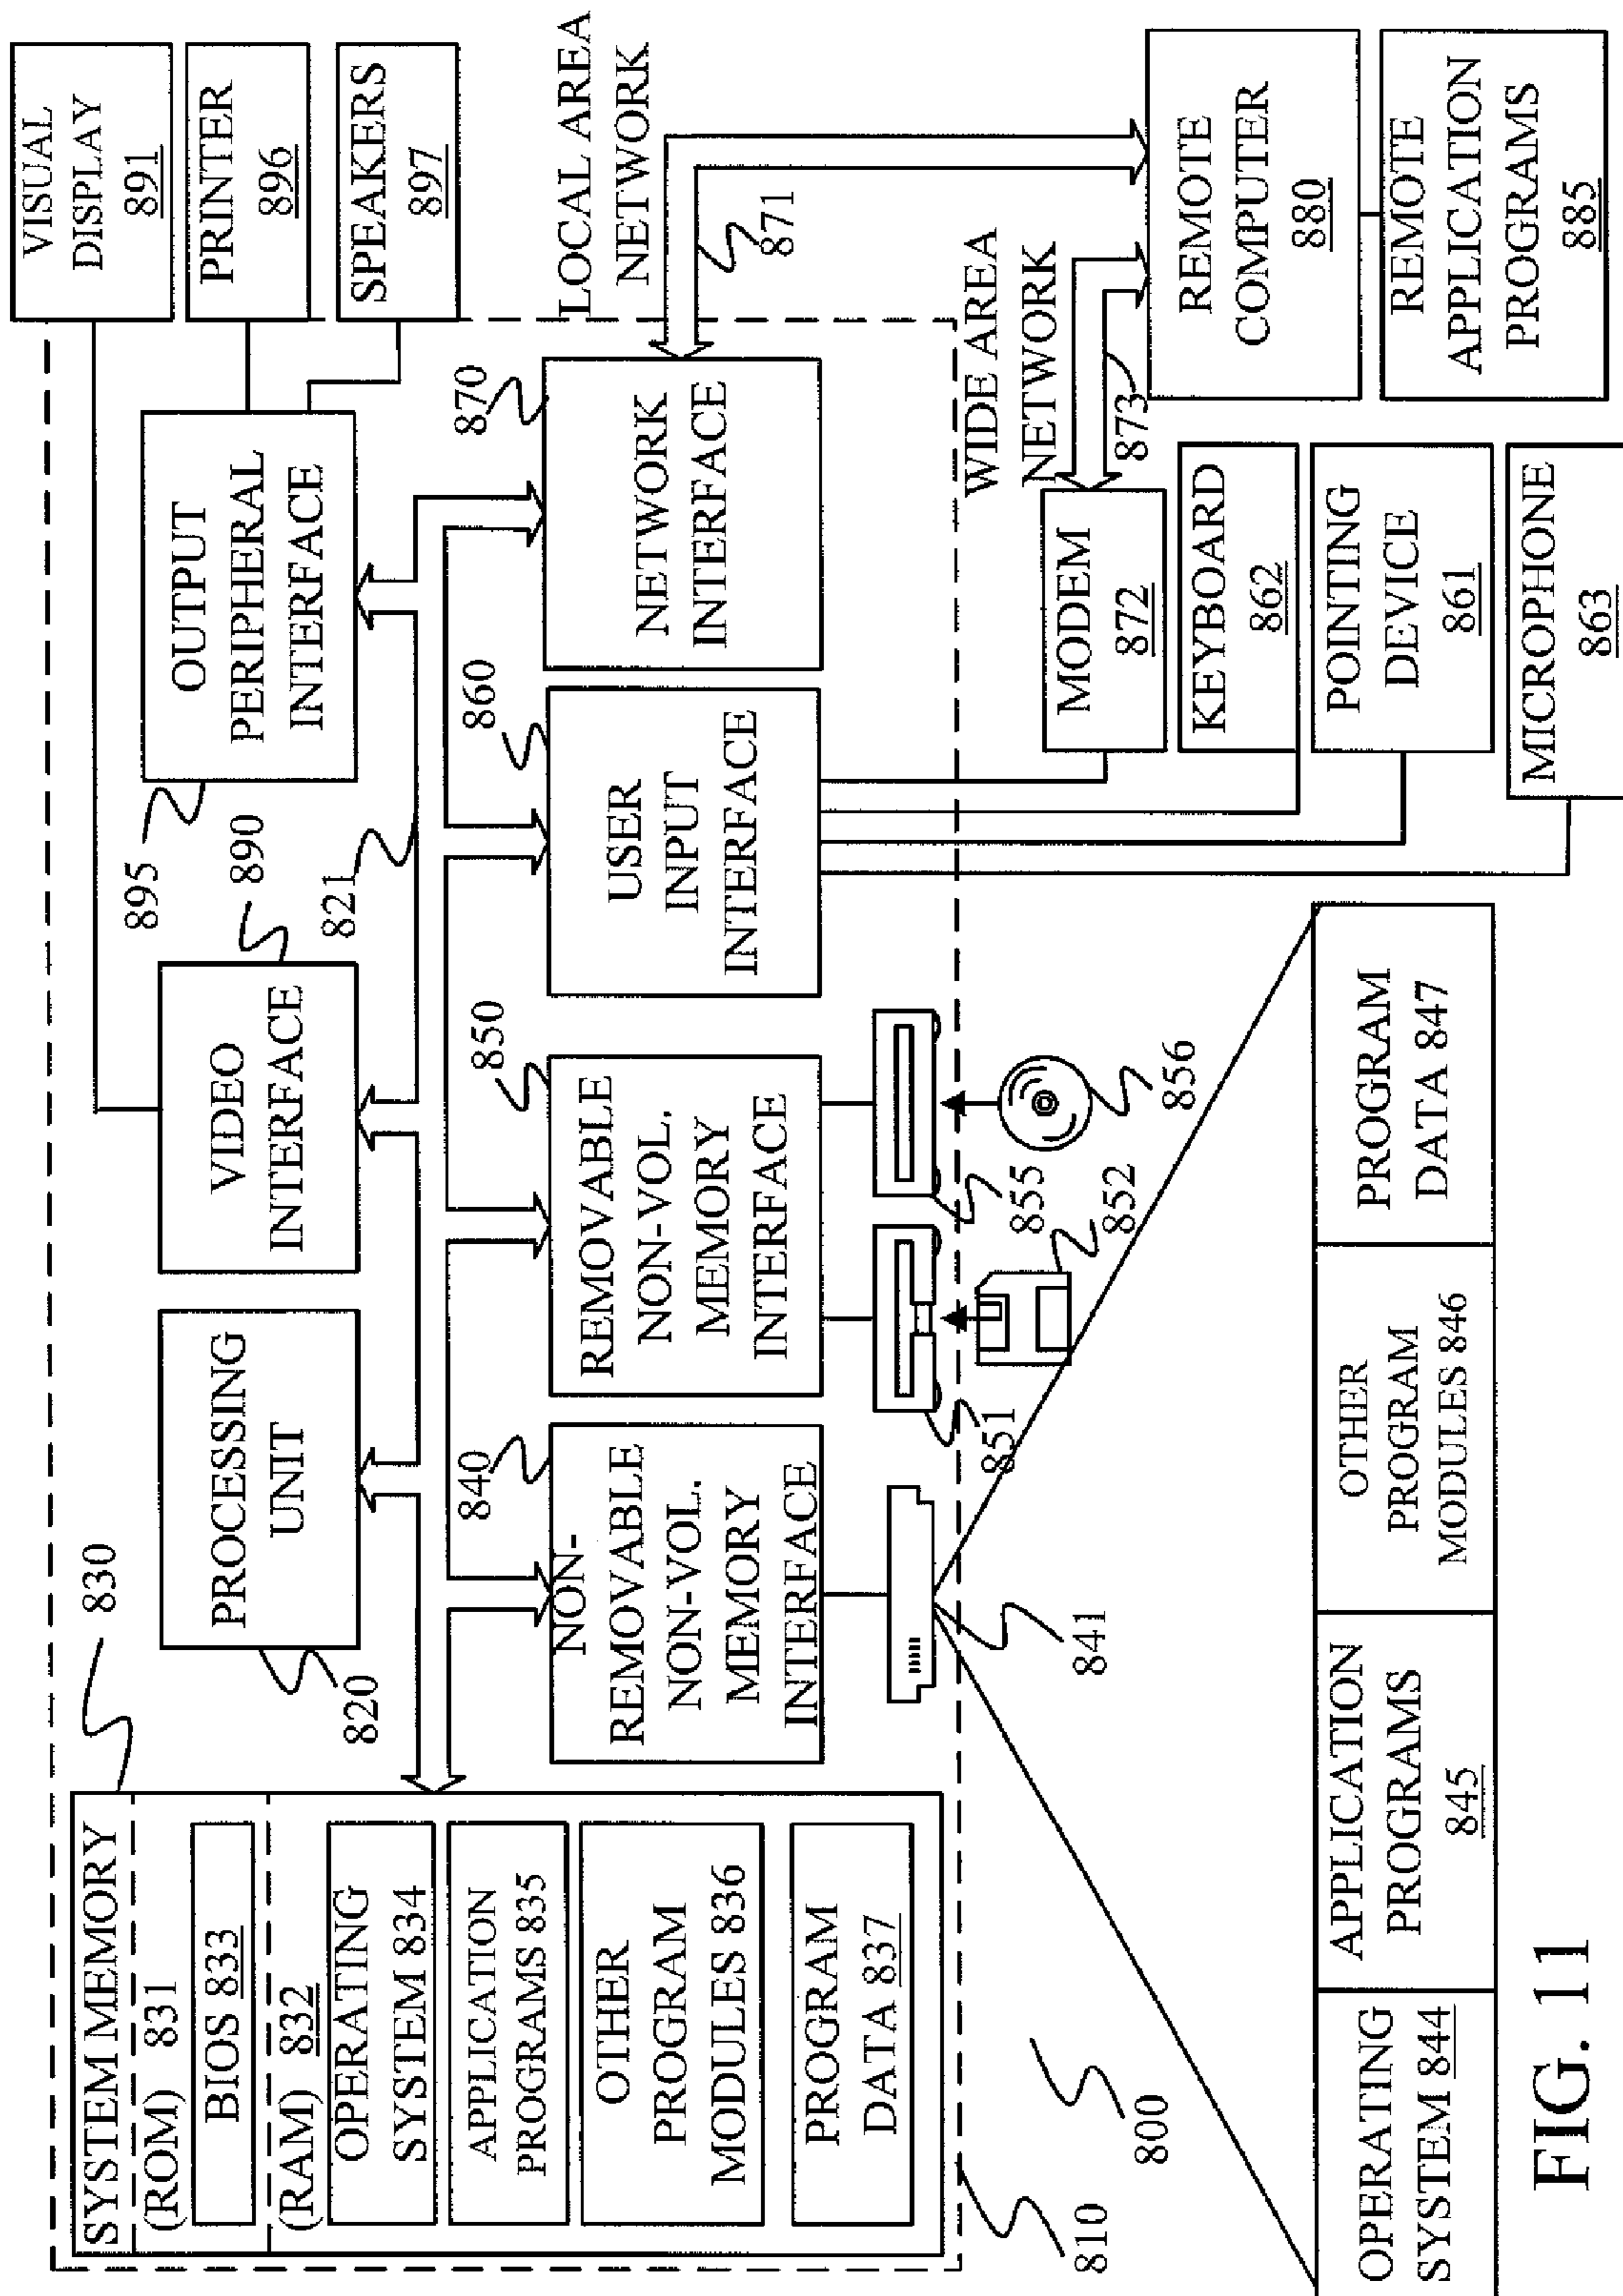 SYSTEM MEMORY
(ROM) 831
BIOS 833
(RAM) 832
OPERATING
SYSTEM 834
APPLICATION
PROGRAMS 835
OTHER
PROGRAM
MODULES 836
PROGRAM
DATA 837
830
820
PROCESSING
UNIT
VIDEO
INTERFACE
890
821
895
OUTPUT
PERIPHERAL
INTERFACE
VISUAL
DISPLAY
891
PRINTER
896
SPEAKERS
897
840
NON-
REMOVABLE
NON-VOL.
MEMORY
INTERFACE
850
REMOVABLE
NON-VOL.
MEMORY
INTERFACE
860
USER
INPUT
INTERFACE
870
NETWORK
INTERFACE
LOCAL AREA
NETWORK
871
WIDE AREA
NETWORK
873
841
851
852
855
856
MODEM
872
KEYBOARD
862
POINTING
DEVICE
861
MICROPHONE
863
REMOTE
COMPUTER
880
REMOTE
APPLICATION
PROGRAMS
885
810
800
OPERATING
SYSTEM 844
APPLICATION
PROGRAMS
845
OTHER
PROGRAM
MODULES 846
PROGRAM
DATA 847
FIG. 11